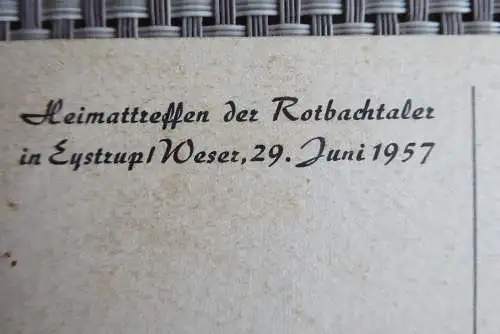 Heimattreffen der Rotbachtaler
in Eystrup/Weser, 29. Juni 1957